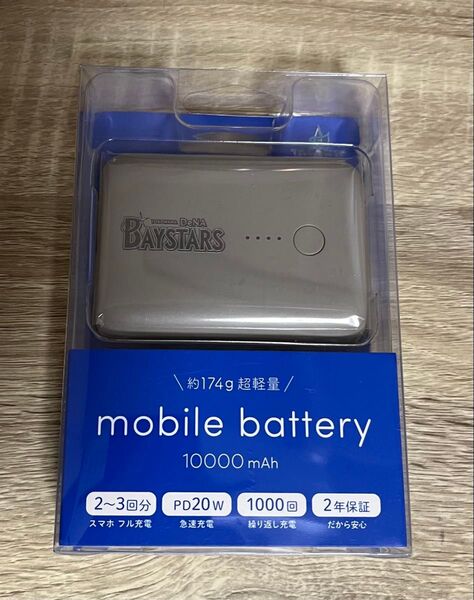 YOKOHAMA DeNA
BAYSTARS
約174g 超軽量
mobile battery
10000 mAh
2〜3回分 PD20W 1000回 2年保証
スマホ フル充電 急速充電 繰り返し充電 だから安心